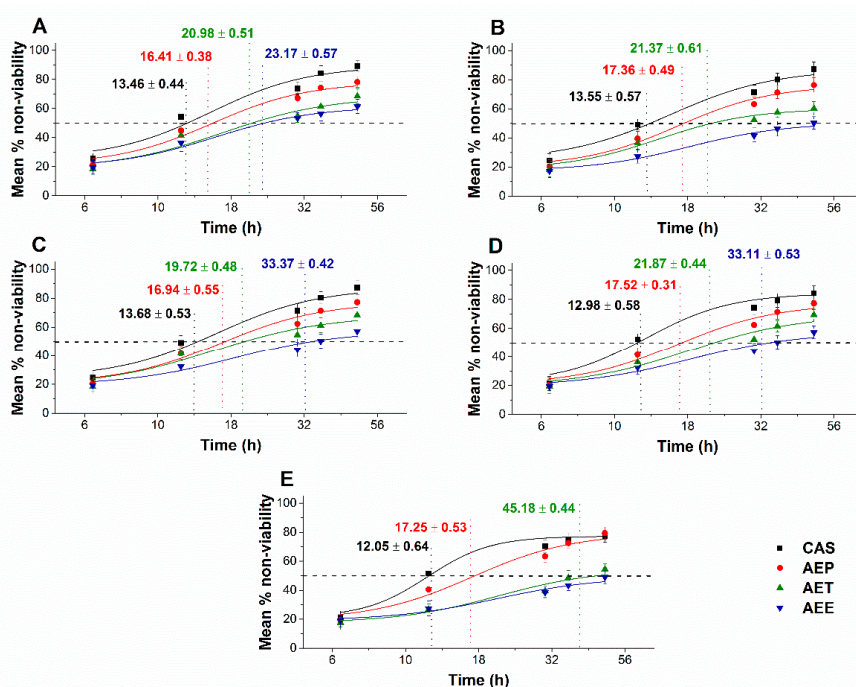 A
20.98 ± 0.51
16.41 ± 0.38
23.17 ± 0.57
13.46 ± 0.44
Mean % non-viability
100
80
60
40
20
0
6 10 18 32 56
Time (h)
B
21.37 ± 0.61
17.36 ± 0.49
13.55 ± 0.57
Mean % non-viability
100
80
60
40
20
0
6 10 18 32 56
Time (h)
C
19.72 ± 0.48
33.37 ± 0.42
16.94 ± 0.55
13.68 ± 0.53
Mean % non-viability
100
80
60
40
20
0
6 10 18 32 56
Time (h)
D
33.11 ± 0.53
21.87 ± 0.44
17.52 ± 0.31
12.98 ± 0.58
Mean % non-viability
100
80
60
40
20
0
6 10 18 32 56
Time (h)
E
45.18 ± 0.44
17.25 ± 0.53
12.05 ± 0.64
Mean % non-viability
100
80
60
40
20
0
6 10 18 32 56
Time (h)
CAS
AEP
AET
AEE